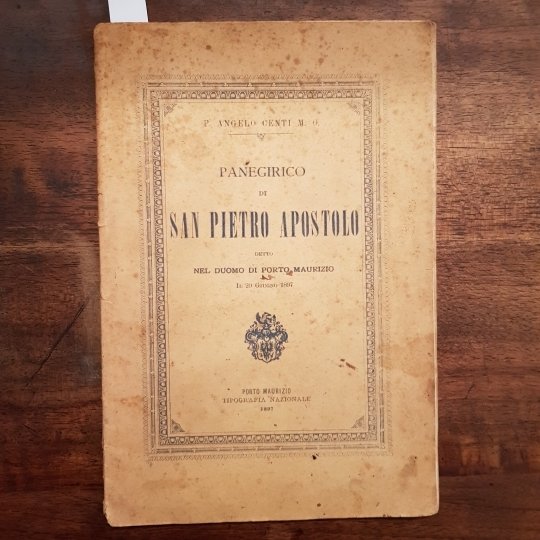 P. ANGELO CENTI M. O.
PANEGIRICO
DI
SAN PIETRO APOSTOLO
DETTO
NEL DUOMO DI PORTO MAURIZIO
IL 29 GIUGNO 1897
PORTO MAURIZIO
TIPOGRAFIA NAZIONALE
1897